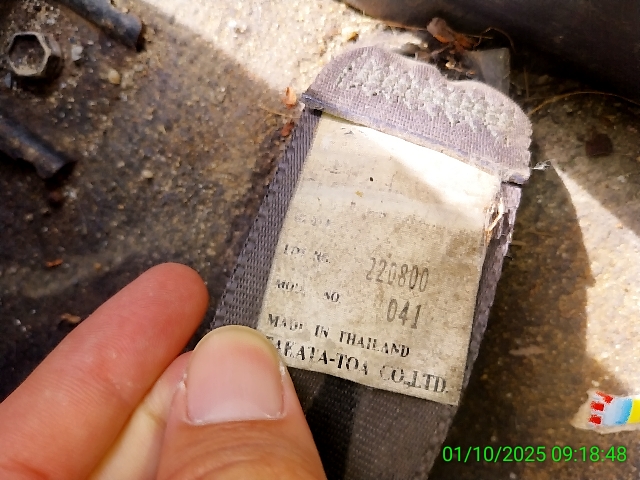 LOT NO. 220800
MODEL NO 041
MADE IN THAILAND
TAKATA-TOA CO.,LTD.
01/10/2025 09:18:48